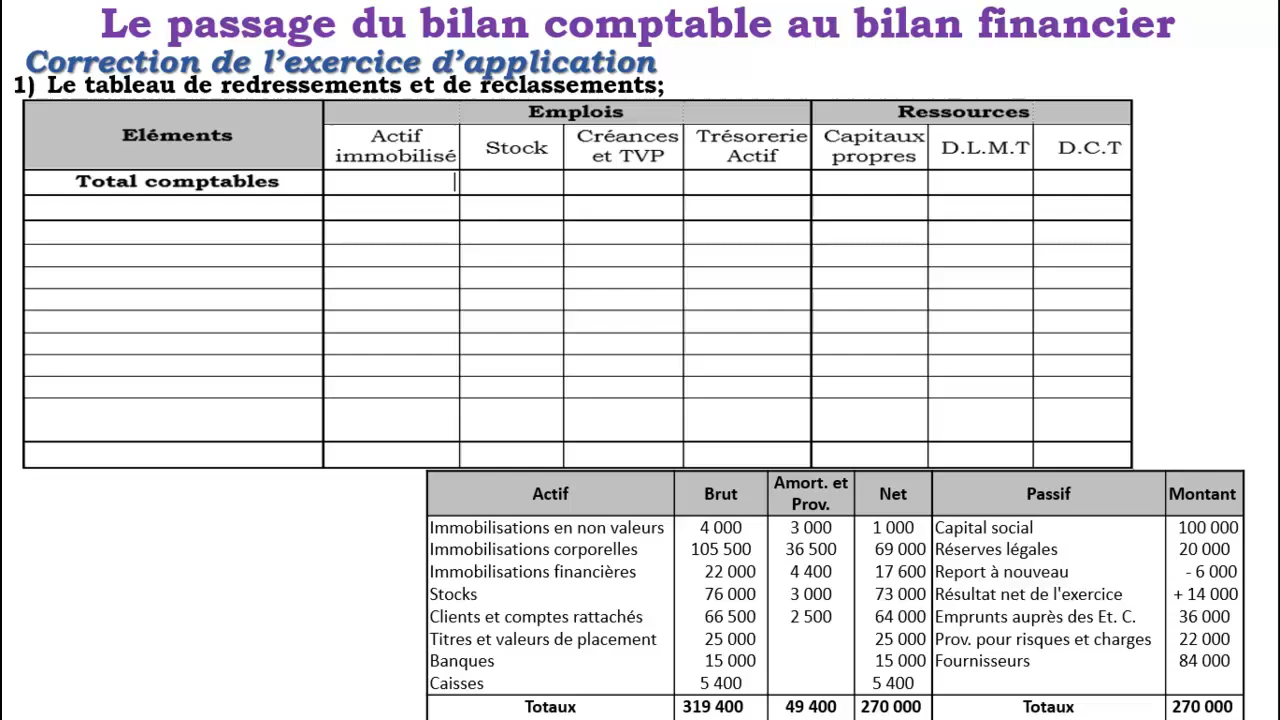 Le passage du bilan comptable au bilan financier
Correction de l'exercice d'application
1) Le tableau de redressements et de reclassements;
Eléments Emplois Ressources
Actif immobilisé Stock Créances et TVP Trésorerie Actif Capitaux propres D.L.M.T D.C.T
Total comptables
Actif Brut Amort. et Prov. Net Passif Montant
Immobilisations en non valeurs 4 000 3 000 1 000 Capital social 100 000
Immobilisations corporelles 105 500 36 500 69 000 Réserves légales 20 000
Immobilisations financières 22 000 4 400 17 600 Report à nouveau - 6 000
Stocks 76 000 3 000 73 000 Résultat net de l'exercice + 14 000
Clients et comptes rattachés 66 500 2 500 64 000 Emprunts auprès des Et. C. 36 000
Titres et valeurs de placement 25 000 25 000 Prov. pour risques et charges 22 000
Banques 15 000 15 000 Fournisseurs 84 000
Caisses 5 400 5 400
Totaux 319 400 49 400 270 000 Totaux 270 000